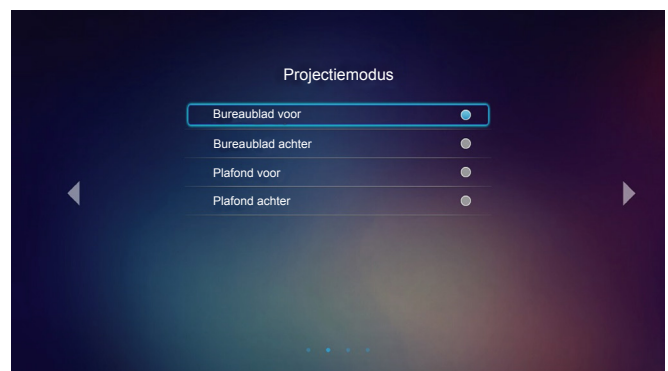 Projectiemodus
Bureaublad voor
Bureaublad achter
Plafond voor
Plafond achter